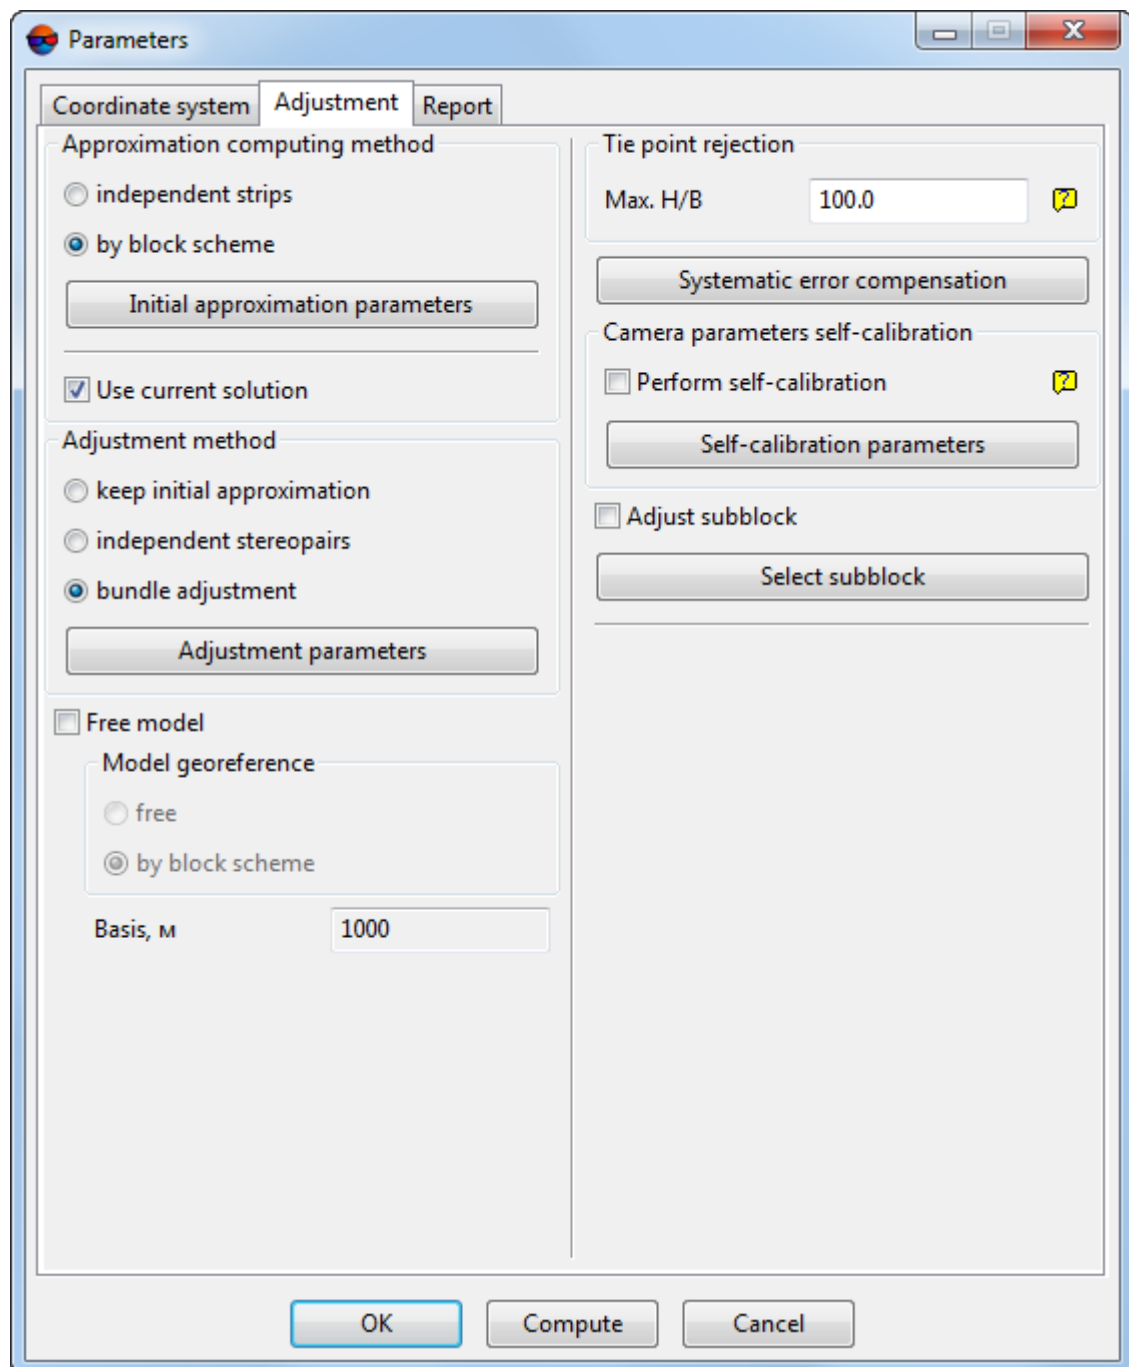 Parameters
Coordinate system Adjustment Report
Approximation computing method
independent strips
by block scheme
Initial approximation parameters
Use current solution
Adjustment method
keep initial approximation
independent stereopairs
bundle adjustment
Adjustment parameters
Free model
Model georeference
free
by block scheme
Basis, м 1000
Tie point rejection
Max. H/B 100.0 ?
Systematic error compensation
Camera parameters self-calibration
Perform self-calibration ?
Self-calibration parameters
Adjust subblock
Select subblock
OK Compute Cancel